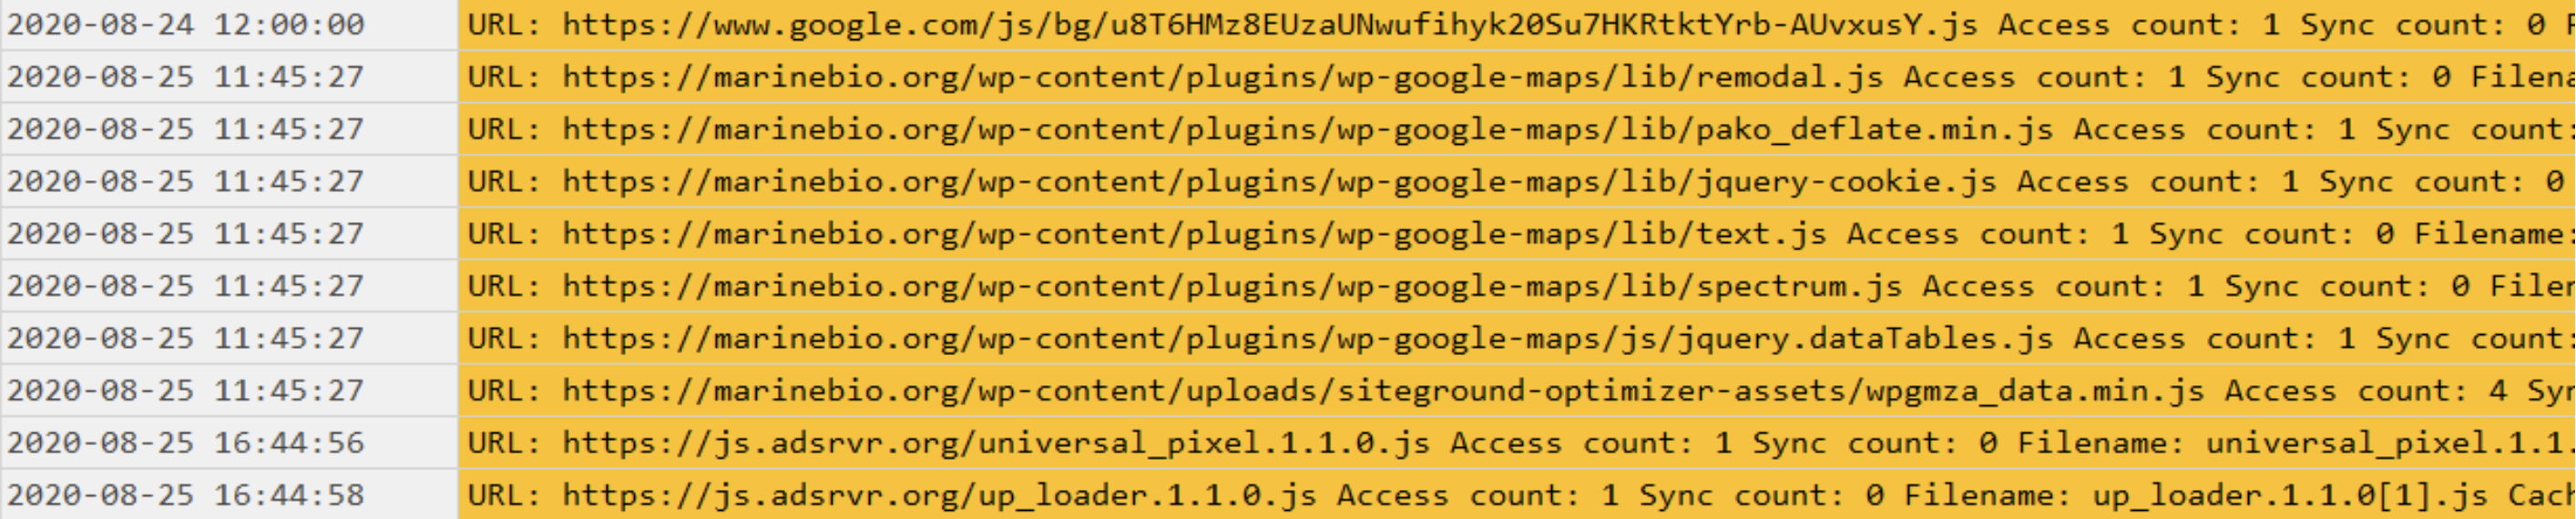 2020-08-24 12:00:00 URL: https://www.google.com/js/bg/u8T6HMz8EUzaUNwufihyk20Su7HKRtktYrb-AUvxusY.js Access count: 1 Sync count: 0 F
2020-08-25 11:45:27 URL: https://marinebio.org/wp-content/plugins/wp-google-maps/lib/remodal.js Access count: 1 Sync count: 0 Filena
2020-08-25 11:45:27 URL: https://marinebio.org/wp-content/plugins/wp-google-maps/lib/pako_deflate.min.js Access count: 1 Sync count:
2020-08-25 11:45:27 URL: https://marinebio.org/wp-content/plugins/wp-google-maps/lib/jquery-cookie.js Access count: 1 Sync count: 0
2020-08-25 11:45:27 URL: https://marinebio.org/wp-content/plugins/wp-google-maps/lib/text.js Access count: 1 Sync count: 0 Filename:
2020-08-25 11:45:27 URL: https://marinebio.org/wp-content/plugins/wp-google-maps/lib/spectrum.js Access count: 1 Sync count: 0 Filen
2020-08-25 11:45:27 URL: https://marinebio.org/wp-content/plugins/wp-google-maps/js/jquery.dataTables.js Access count: 1 Sync count:
2020-08-25 11:45:27 URL: https://marinebio.org/wp-content/uploads/siteground-optimizer-assets/wpgmza_data.min.js Access count: 4 Syn
2020-08-25 16:44:56 URL: https://js.adsrvr.org/universal_pixel.1.1.0.js Access count: 1 Sync count: 0 Filename: universal_pixel.1.1.
2020-08-25 16:44:58 URL: https://js.adsrvr.org/up_loader.1.1.0.js Access count: 1 Sync count: 0 Filename: up_loader.1.1.0[1].js Cach